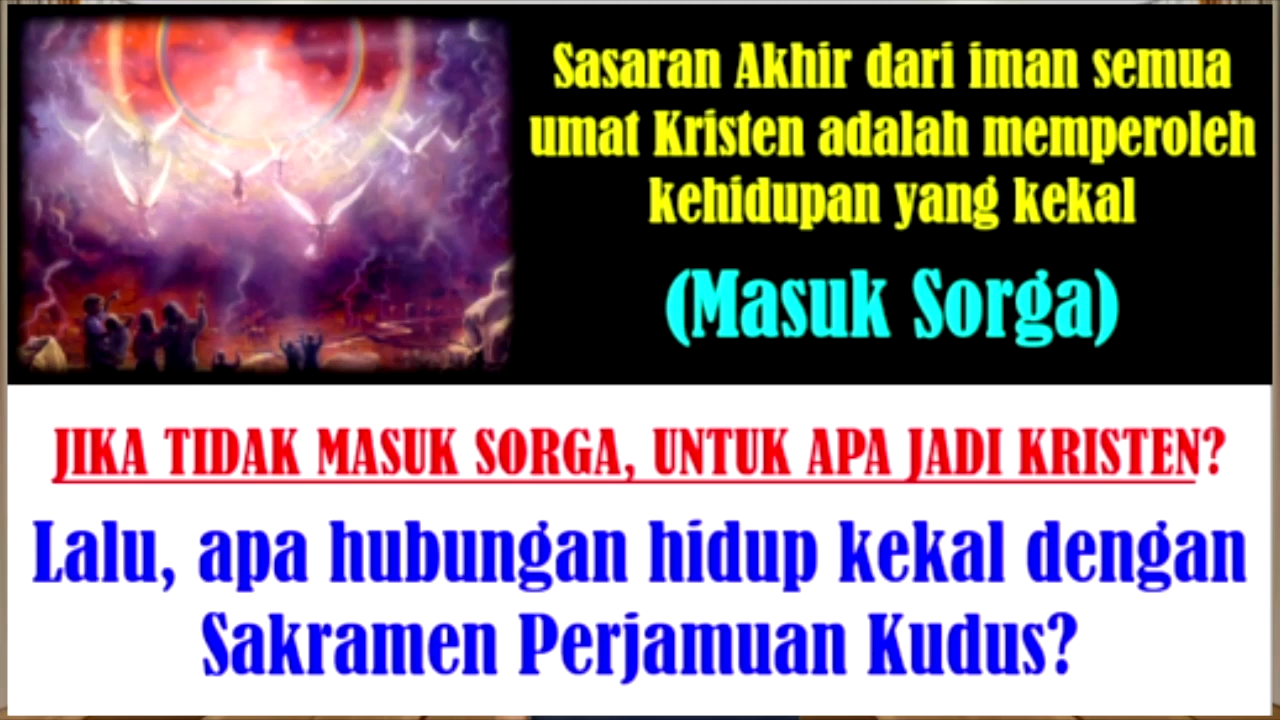 Sasaran Akhir dari iman semua
umat Kristen adalah memperoleh
kehidupan yang kekal
(Masuk Sorga)
JIKA TIDAK MASUK SORGA, UNTUK APA JADI KRISTEN?
Lalu, apa hubungan hidup kekal dengan
Sakramen Perjamuan Kudus?